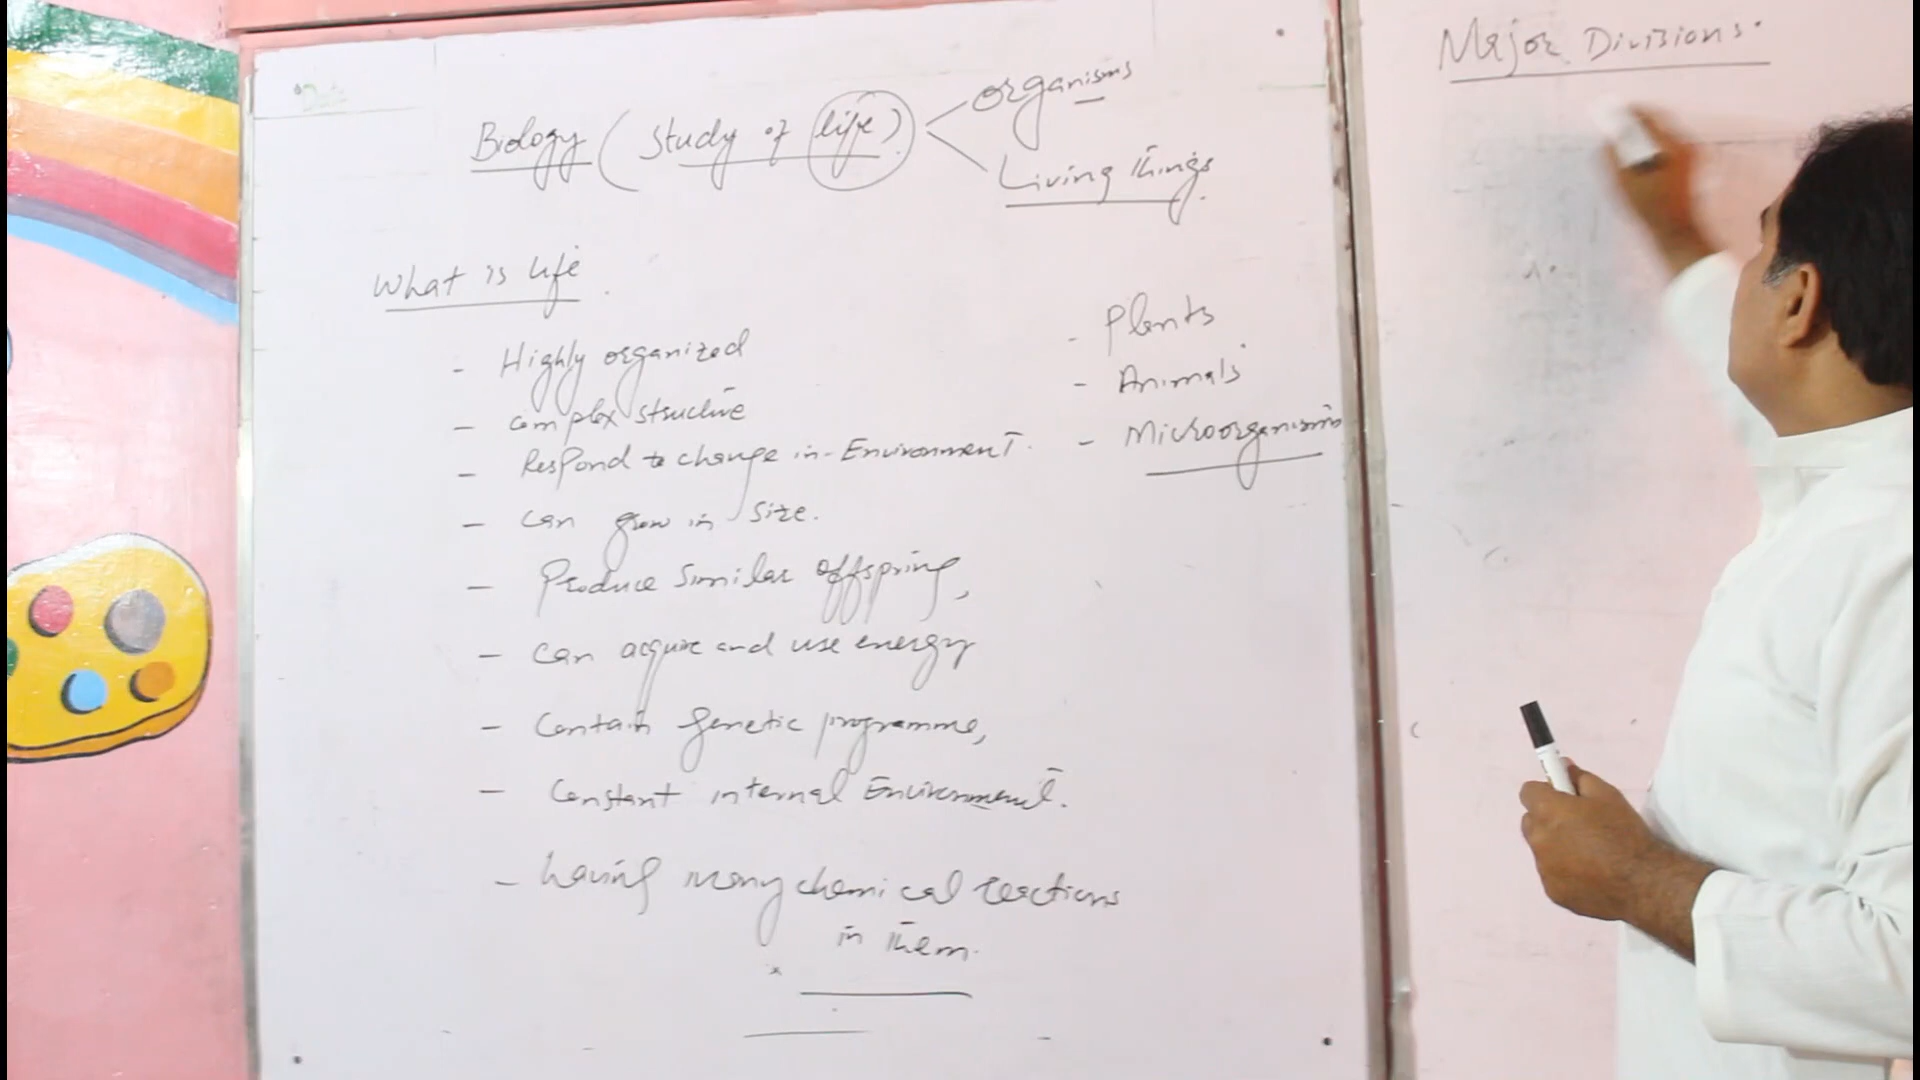 Date
Biology (Study of life)
organisms
Living things.
What is life
- Highly organized
- complex structure
- Respond to change in Environment.
- can grow in size.
- Produce Similar offspring,
- can acquire and use energy
- Contain genetic programme,
- Constant internal Environment.
- having many chemical reactions
in them.
- Plants
- Animals
- Microorganisms
Major Divisions.